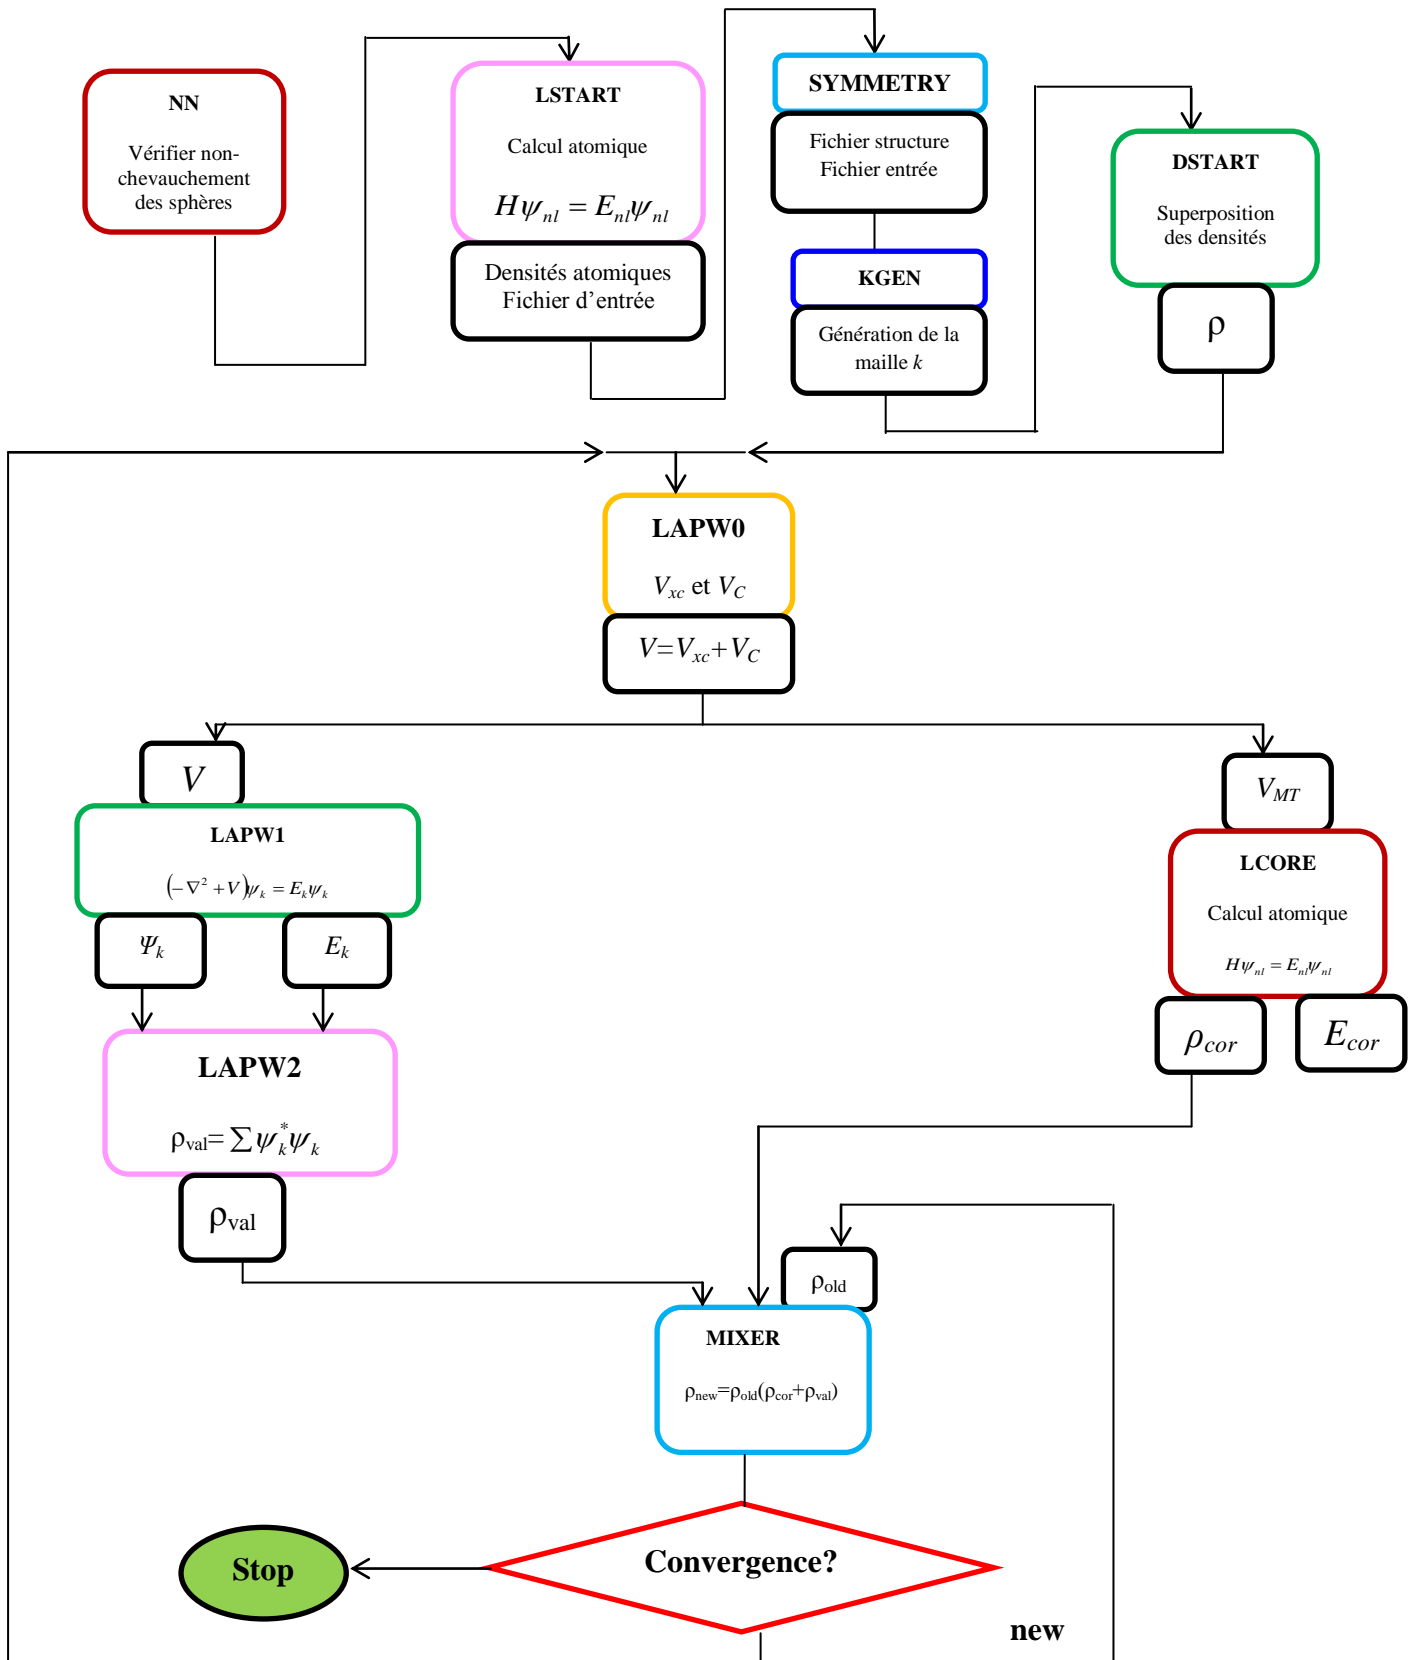 NN
Vérifier non-
chevauchement
des sphères
LSTART
Calcul atomique
Hψnl = Enlψnl
Densités atomiques
Fichier d’entrée
SYMMETRY
Fichier structure
Fichier entrée
KGEN
Génération de la
maille k
DSTART
Superposition
des densités
ρ
LAPW0
Vxc et VC
V=Vxc+VC
V
LAPW1
(−∇² + V)ψk = Ekψk
Ψk
Ek
LAPW2
ρval= ∑ψk*ψk
ρval
VMT
LCORE
Calcul atomique
Hψnl = Enlψnl
ρcor
Ecor
ρold
MIXER
ρnew=ρold(ρcor+ρval)
Convergence?
Stop
new